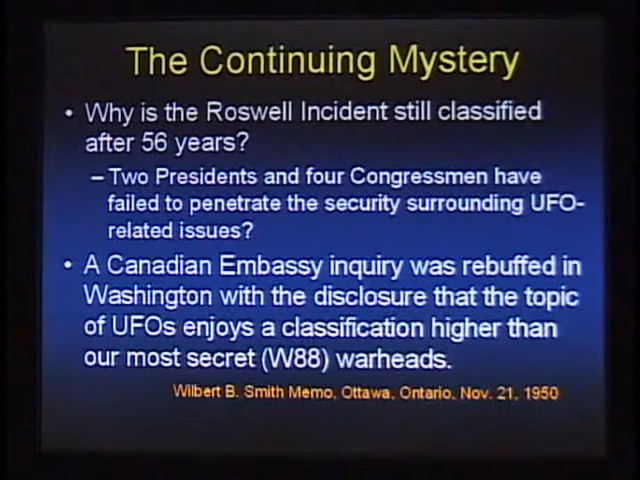 The Continuing Mystery
• Why is the Roswell Incident still classified
after 56 years?
– Two Presidents and four Congressmen have
failed to penetrate the security surrounding UFO-
related issues?
• A Canadian Embassy inquiry was rebuffed in
Washington with the disclosure that the topic
of UFOs enjoys a classification higher than
our most secret (W88) warheads.
Wilbert B. Smith Memo, Ottawa, Ontario, Nov. 21, 1950